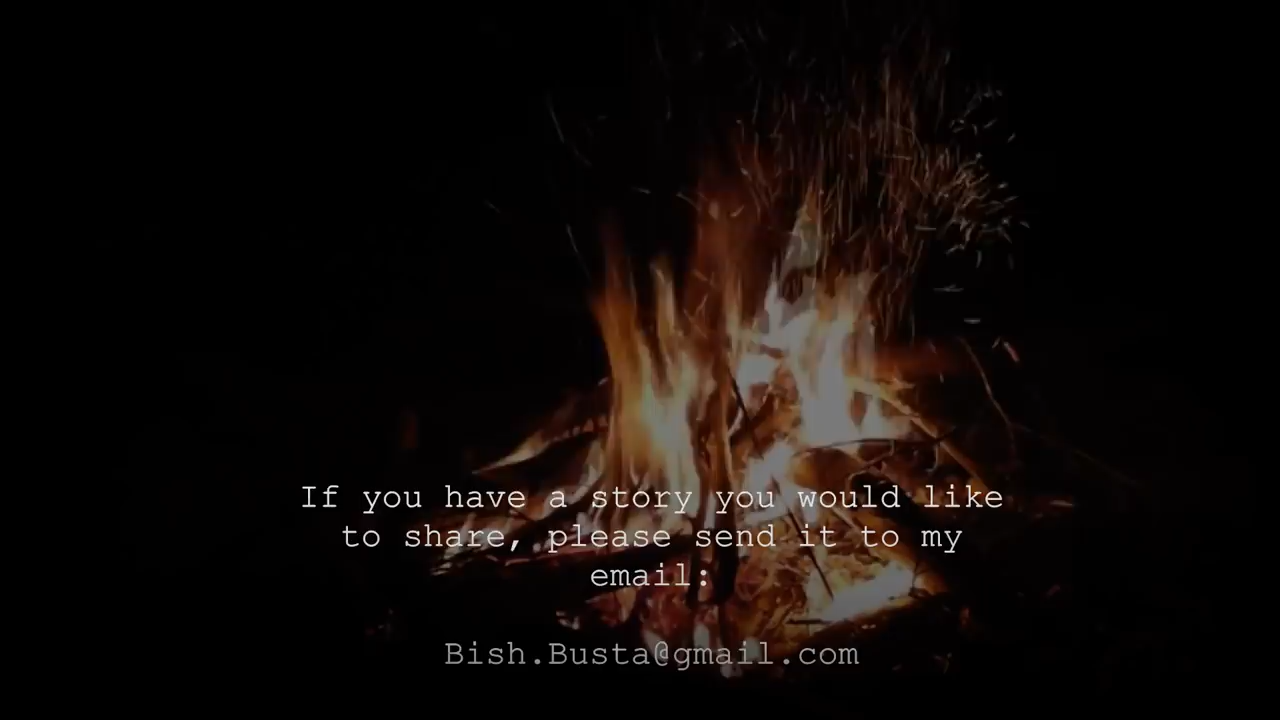 If you have a story you would like
to share, please send it to my
email:
Bish.Busta@gmail.com